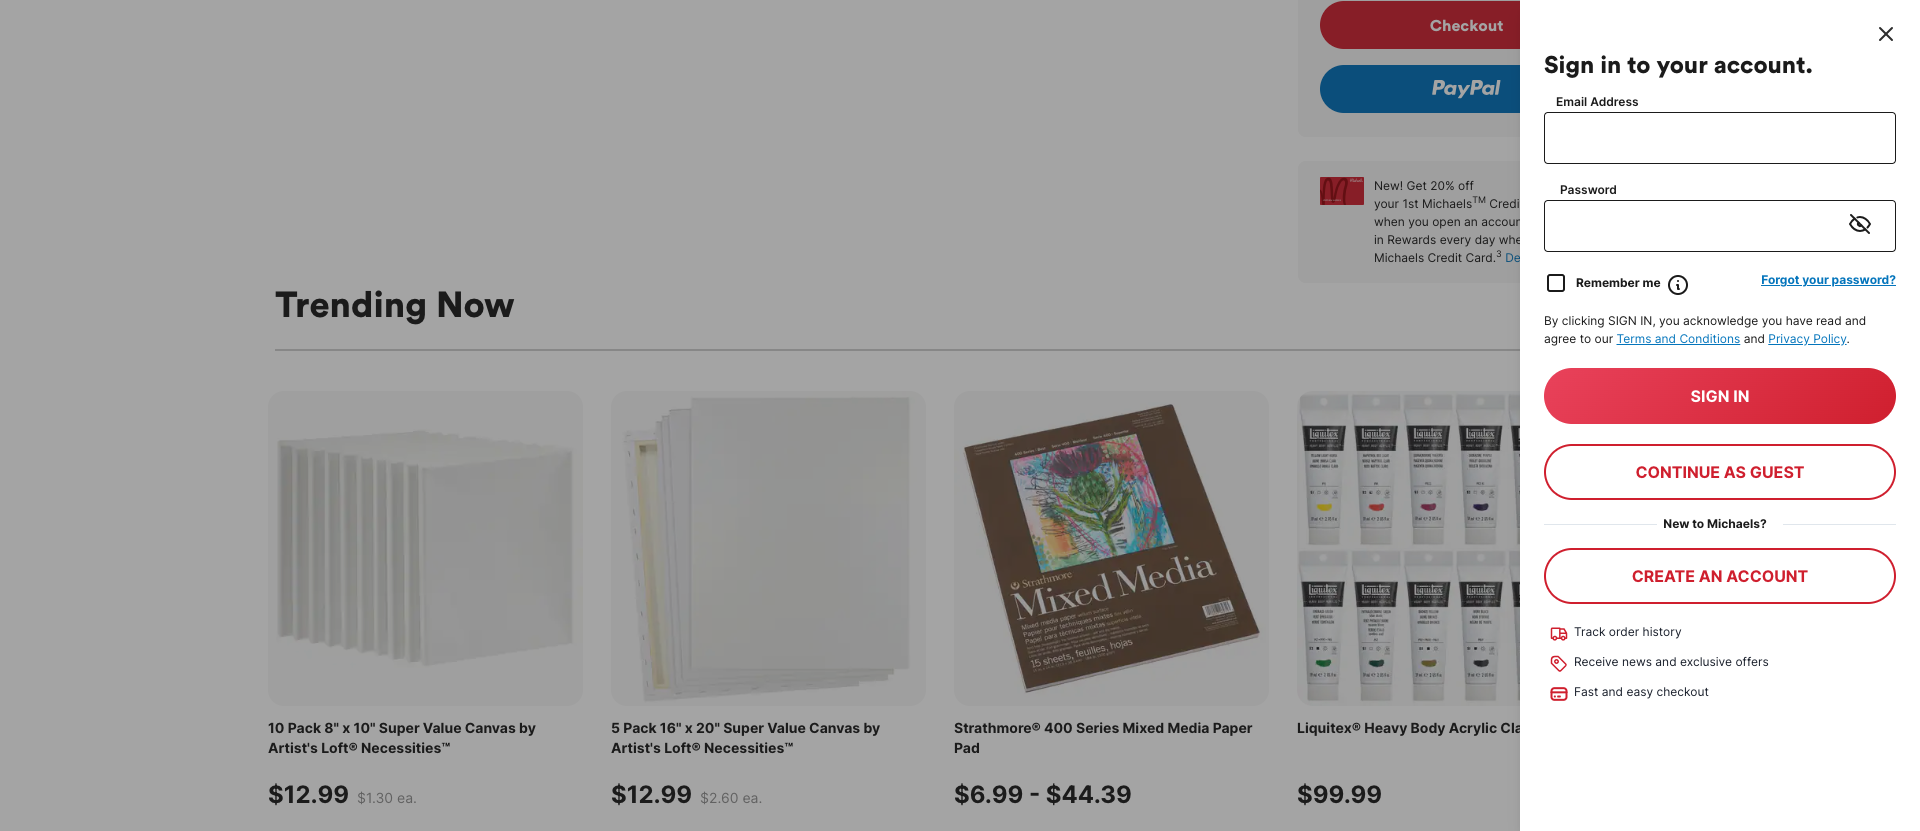 Checkout
PayPal
New! Get 20% off
your 1st Michaels™ Credi
when you open an accour
in Rewards every day whe
Michaels Credit Card.³ De
Trending Now
Strathmore
Mixed Media
Mixed media paper
15 sheets, feuilles, hojas
Liquitex Liquitex Liquitex Liquitex
Liquitex Liquitex Liquitex Liquitex
10 Pack 8" x 10" Super Value Canvas by
Artist's Loft® Necessities™
$12.99 $1.30 ea.
5 Pack 16" x 20" Super Value Canvas by
Artist's Loft® Necessities™
$12.99 $2.60 ea.
Strathmore® 400 Series Mixed Media Paper
Pad
$6.99 - $44.39
Liquitex® Heavy Body Acrylic Cla
$99.99
Sign in to your account.
Email Address
Password
Remember me
Forgot your password?
By clicking SIGN IN, you acknowledge you have read and
agree to our Terms and Conditions and Privacy Policy.
SIGN IN
CONTINUE AS GUEST
New to Michaels?
CREATE AN ACCOUNT
Track order history
Receive news and exclusive offers
Fast and easy checkout